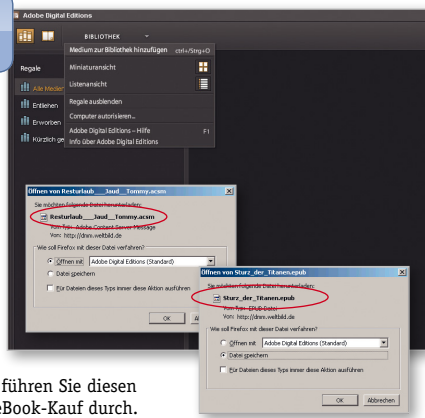 Adobe Digital Editions
BIBLIOTHEK
Medium zur Bibliothek hinzufügen ctrl+/Strg+O
Miniaturansicht
Listenansicht
Regale ausblenden
Computer autorisieren...
Adobe Digital Editions – Hilfe F1
Info über Adobe Digital Editions
Regale
Alle Medien
Entliehen
Erworben
Kürzlich ge
Öffnen von Resturlaub___Jaud__Tommy.acsm
Sie möchten folgende Datei herunterladen:
Resturlaub___Jaud__Tommy.acsm
Von Typ: Adobe Content Server Message
Von: http://dnm.weltbild.de
Wie soll Firefox mit dieser Datei verfahren?
Öffnen mit Adobe Digital Editions (Standard)
Datei speichern
Für Dateien dieses Typs immer diese Aktion ausführen
OK
Öffnen von Sturz_der_Titanen.epub
Sie möchten folgende Datei herunterladen:
Sturz_der_Titanen.epub
Von Typ: EPUB-Datei
Von: http://dnm.weltbild.de
Wie soll Firefox mit dieser Datei verfahren?
Öffnen mit Adobe Digital Editions (Standard)
Datei speichern
Für Dateien dieses Typs immer diese Aktion ausführen
OK Abbrechen
führen Sie diesen
eBook-Kauf durch.